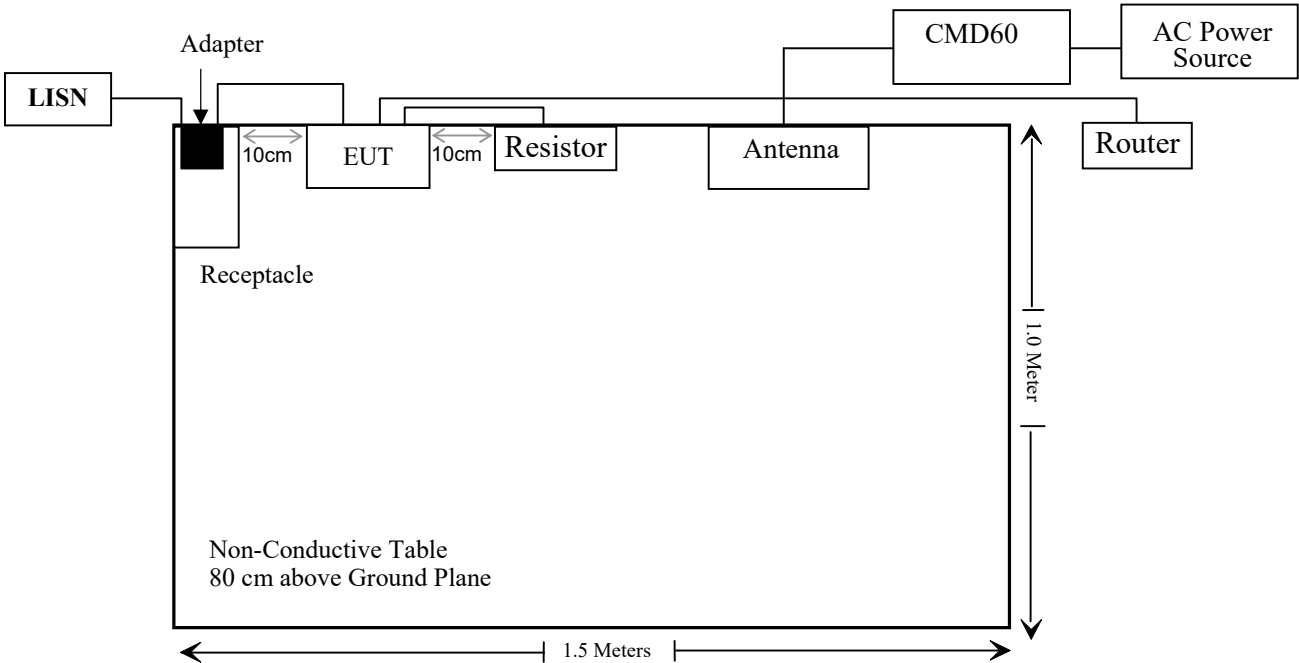 CMD60
AC Power
Source
Adapter
LISN
10cm
EUT
10cm
Resistor
Antenna
Router
Receptacle
1.0 Meter
Non-Conductive Table
80 cm above Ground Plane
1.5 Meters